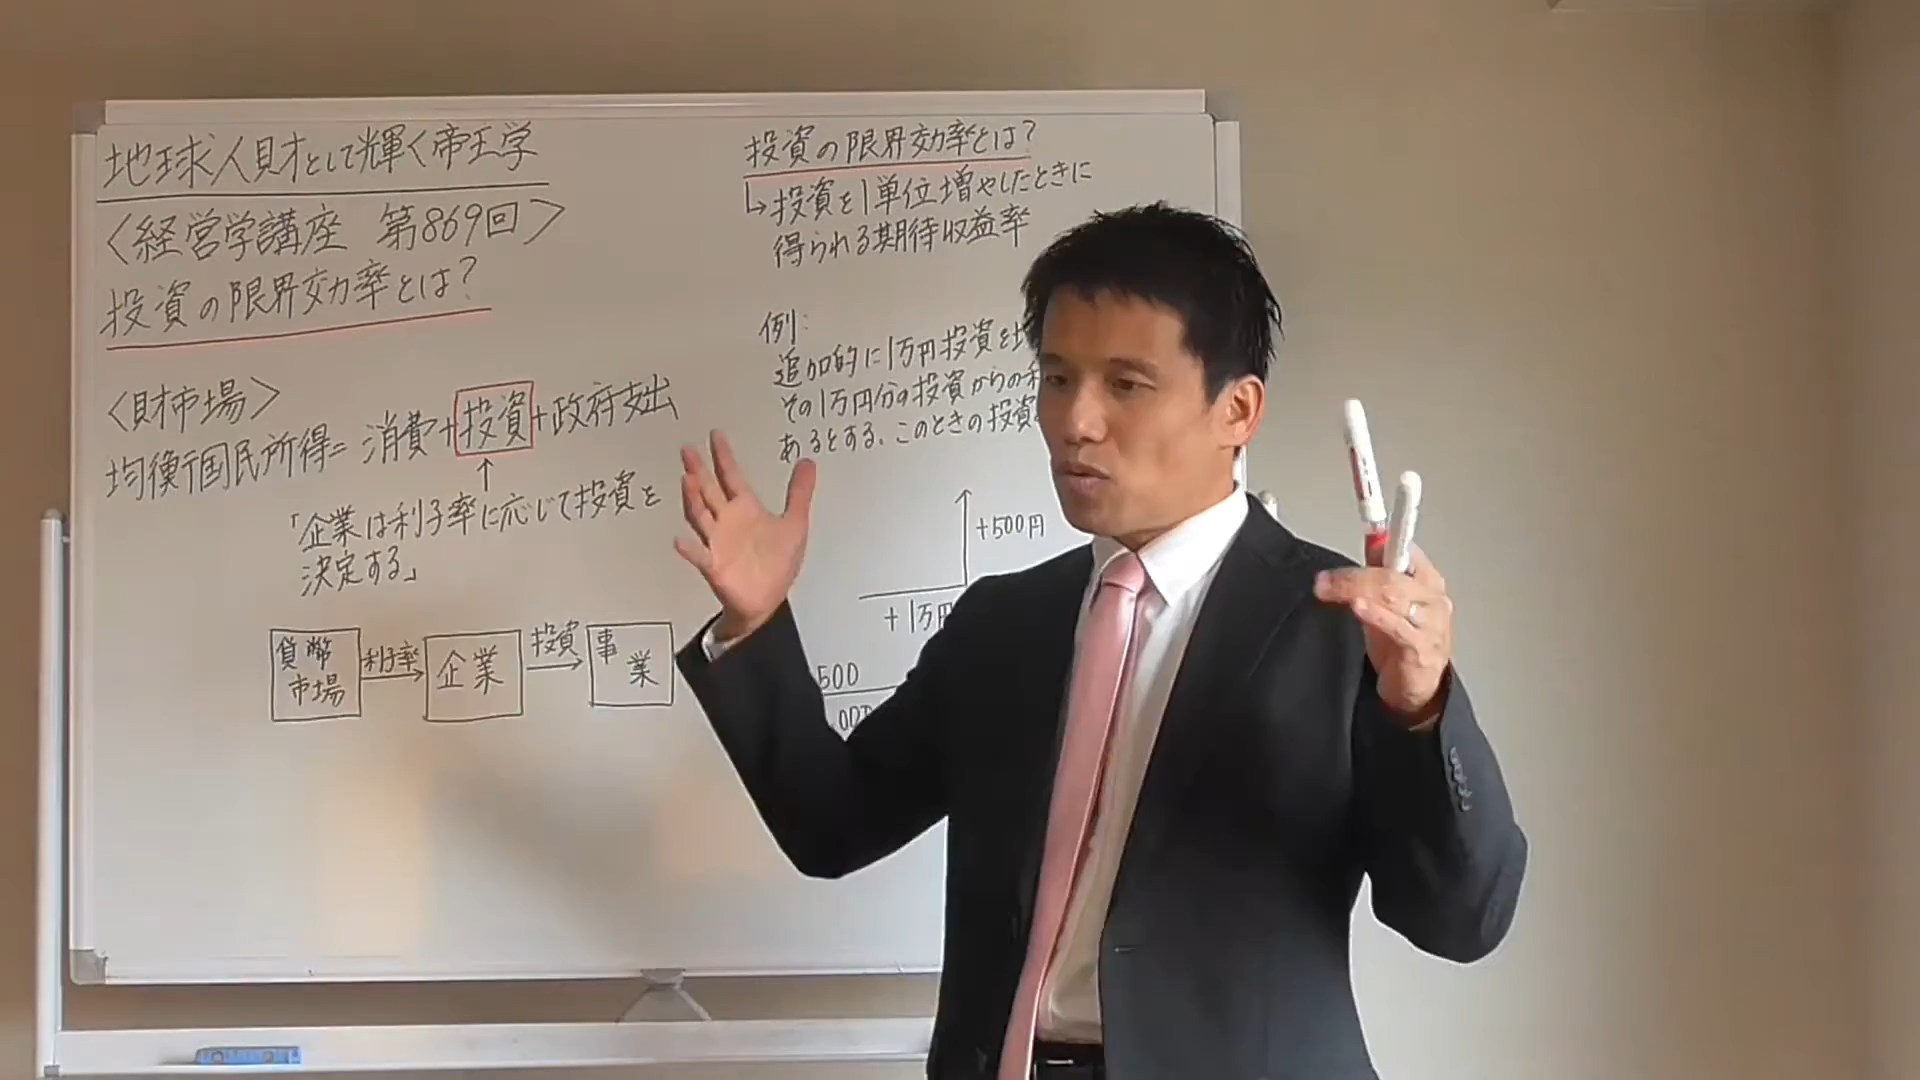 地球人財として輝く帝王学
〈経営学講座 第869回〉
投資の限界効率とは?
〈財市場〉
均衡国民所得=消費+投資+政府支出
↑
「企業は利子率に応じて投資を
決定する」
貨幣市場
利子率
企業
投資
事業
投資の限界効率とは?
↳投資を1単位増やしたときに
得られる期待収益率
例:
追加的に1万円投資を
その1万円分の投資からの
あるとする。このときの投資
+500円
+1万円
500